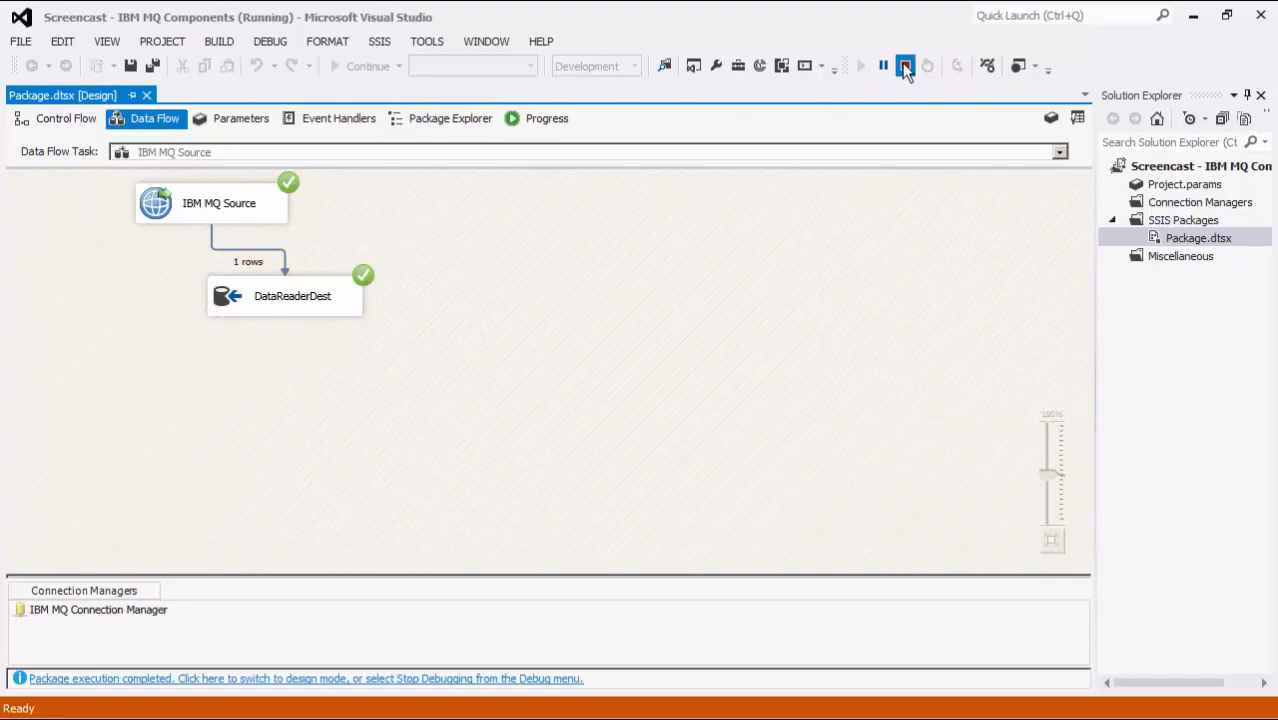 Screencast - IBM MQ Components (Running) - Microsoft Visual Studio
Quick Launch (Ctrl+Q)
FILE EDIT VIEW PROJECT BUILD DEBUG FORMAT SSIS TOOLS WINDOW HELP
Continue
Development
Package.dtsx [Design]
Solution Explorer
Control Flow Data Flow Parameters Event Handlers Package Explorer Progress
Search Solution Explorer (Ct
Data Flow Task: IBM MQ Source
Screencast - IBM MQ Con
Project.params
Connection Managers
SSIS Packages
Package.dtsx
Miscellaneous
IBM MQ Source
1 rows
DataReaderDest
100%
Connection Managers
IBM MQ Connection Manager
Package execution completed. Click here to switch to design mode, or select Stop Debugging from the Debug menu.
Ready